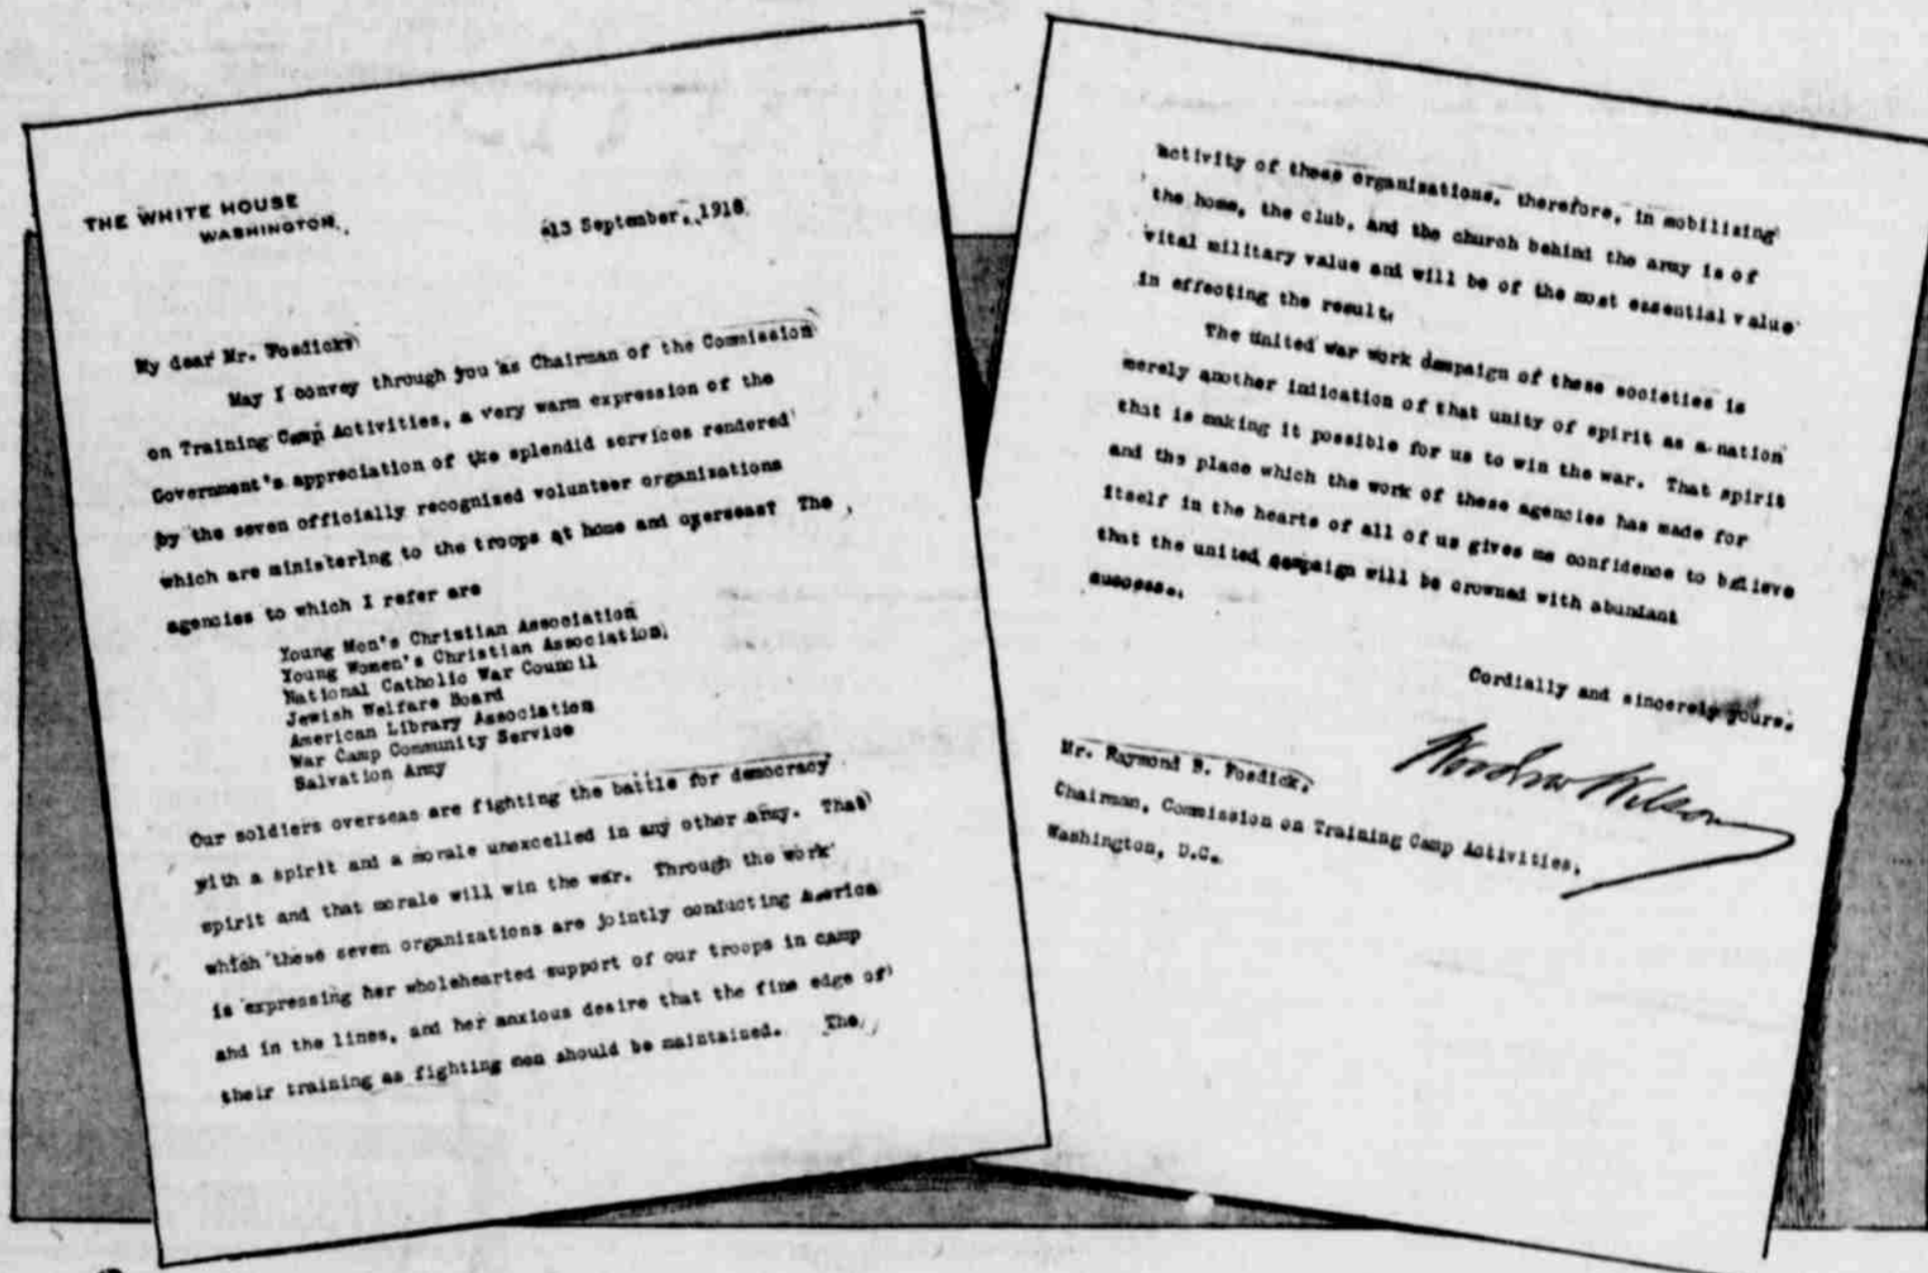 THE WHITE HOUSE
WASHINGTON
13 September, 1918
My dear Mr. Fosdick:
May I convey through you as Chairman of the Commission
on Training Camp Activities, a very warm expression of the
Government's appreciation of the splendid services rendered
by the seven officially recognized volunteer organizations
which are ministering to the troops at home and overseas? The
agencies to which I refer are
Young Men's Christian Association
Young Women's Christian Association
National Catholic War Council
Jewish Welfare Board
American Library Association
War Camp Community Service
Salvation Army
Our soldiers overseas are fighting the battle for democracy
with a spirit and a morale unexcelled in any other army. That
spirit and that morale will win the war. Through the work
which these seven organizations are jointly conducting America
is expressing her wholehearted support of our troops in camp
and in the lines, and her anxious desire that the fine edge of
their training as fighting men should be maintained. The
activity of these organizations, therefore, in mobilizing
the home, the club, and the church behind the army is of
vital military value and will be of the most essential value
in effecting the result.
The united war work campaign of these societies is
merely another indication of that unity of spirit as a nation
that is making it possible for us to win the war. That spirit
and the place which the work of these agencies has made for
itself in the hearts of all of us gives me confidence to believe
that the united campaign will be crowned with abundant
success.
Cordially and sincerely yours,
Woodrow Wilson
Mr. Raymond B. Fosdick,
Chairman, Commission on Training Camp Activities,
Washington, D.C.